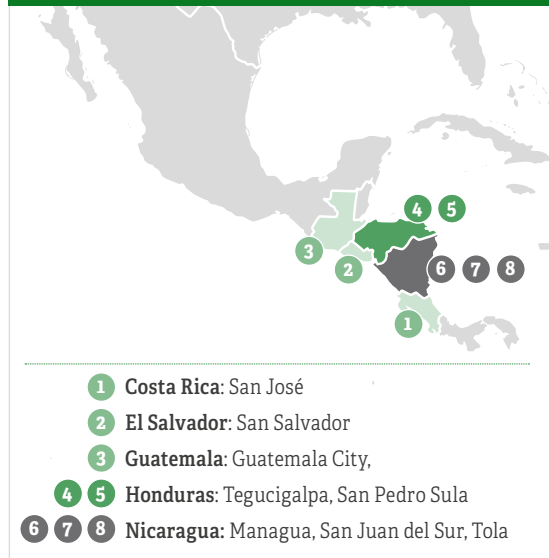 4 5
3
2
6 7 8
1
1 Costa Rica: San José
2 El Salvador: San Salvador
3 Guatemala: Guatemala City,
4 5 Honduras: Tegucigalpa, San Pedro Sula
6 7 8 Nicaragua: Managua, San Juan del Sur, Tola